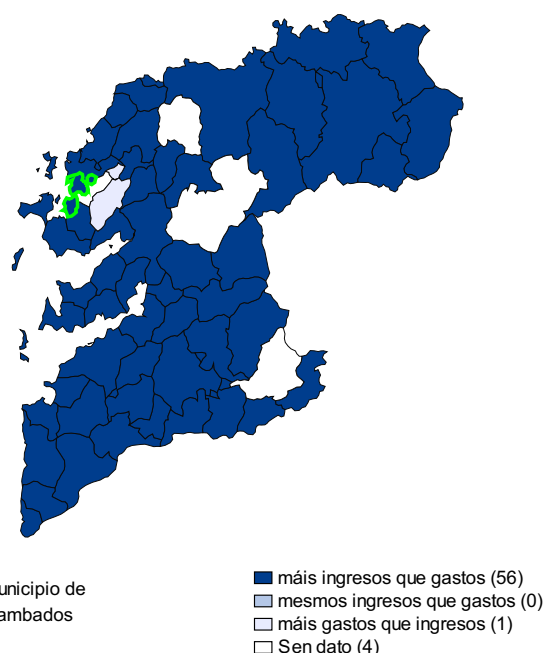 unicipio de
ambados
máis ingresos que gastos (56)
mesmos ingresos que gastos (0)
máis gastos que ingresos (1)
Sen dato (4)